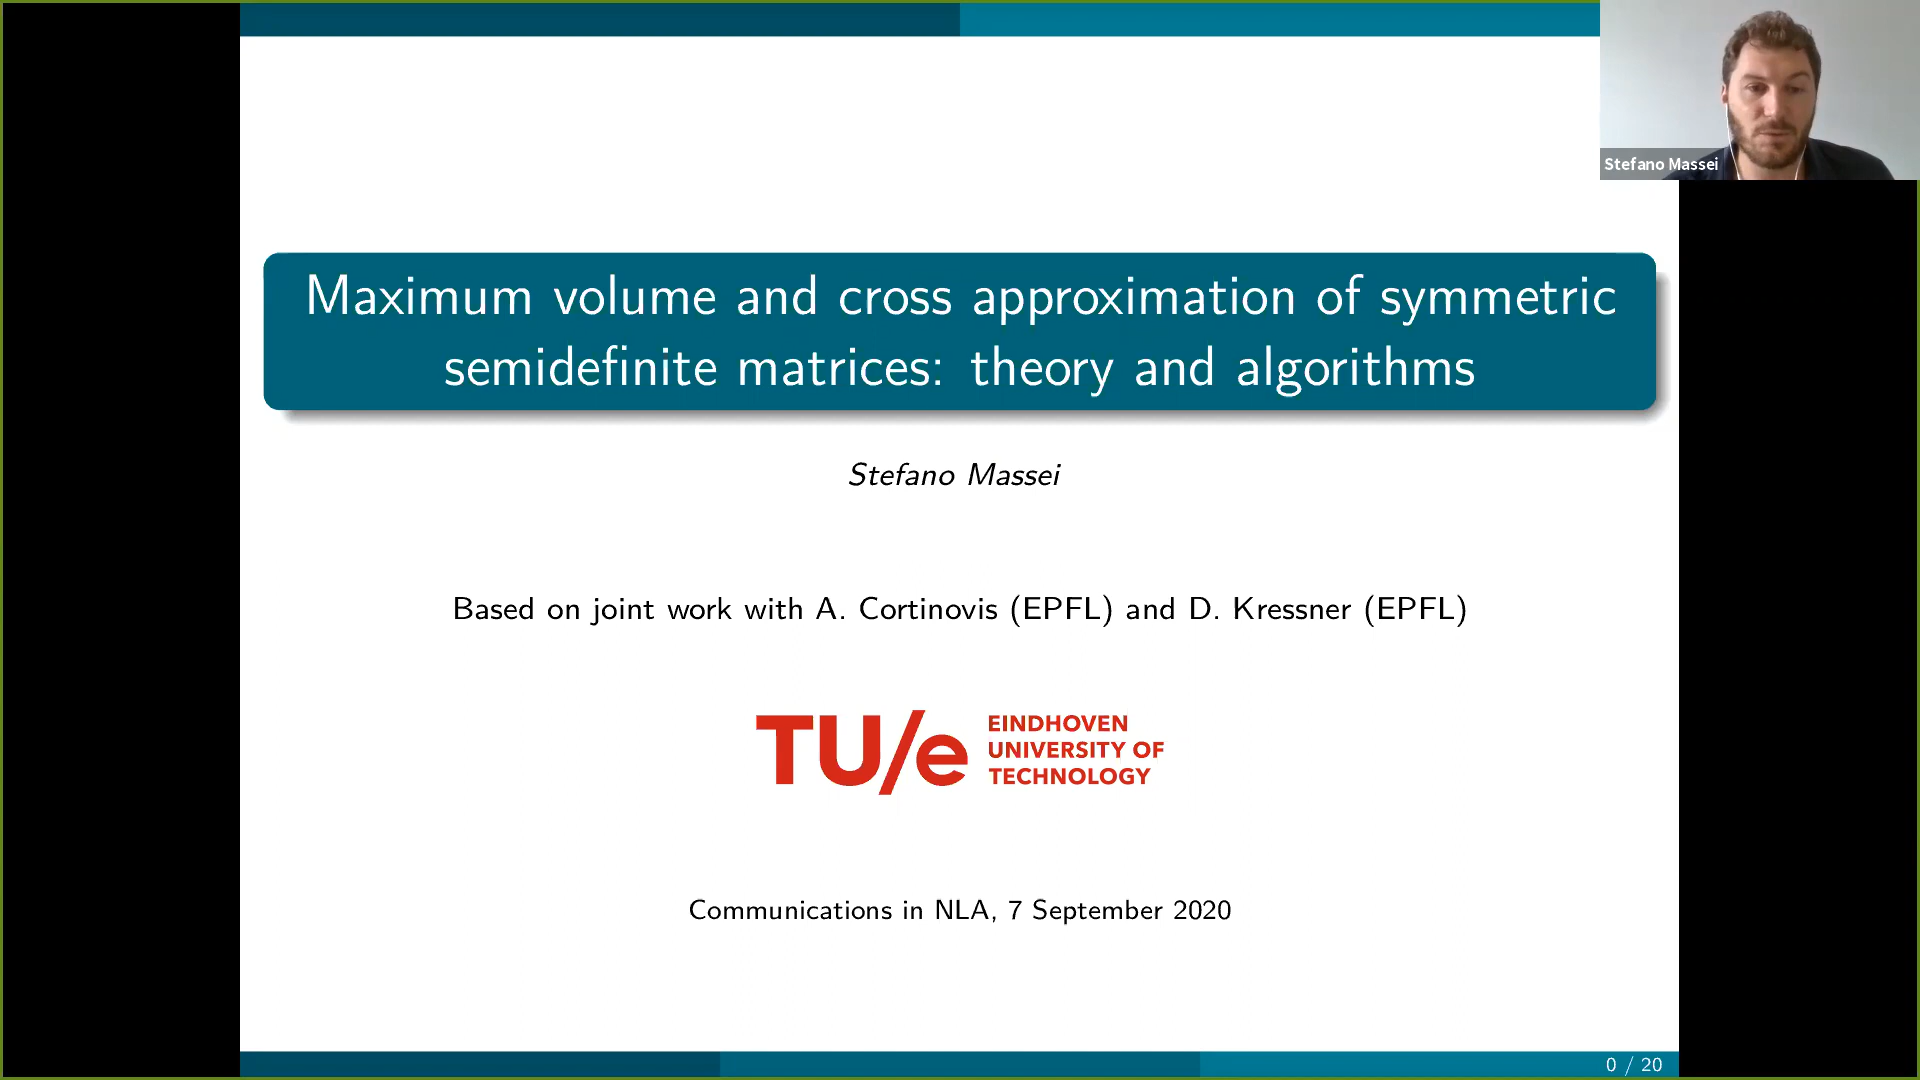 Stefano Massei
Maximum volume and cross approximation of symmetric
semidefinite matrices: theory and algorithms
Stefano Massei
Based on joint work with A. Cortinovis (EPFL) and D. Kressner (EPFL)
TU/e
EINDHOVEN
UNIVERSITY OF
TECHNOLOGY
Communications in NLA, 7 September 2020
0 / 20